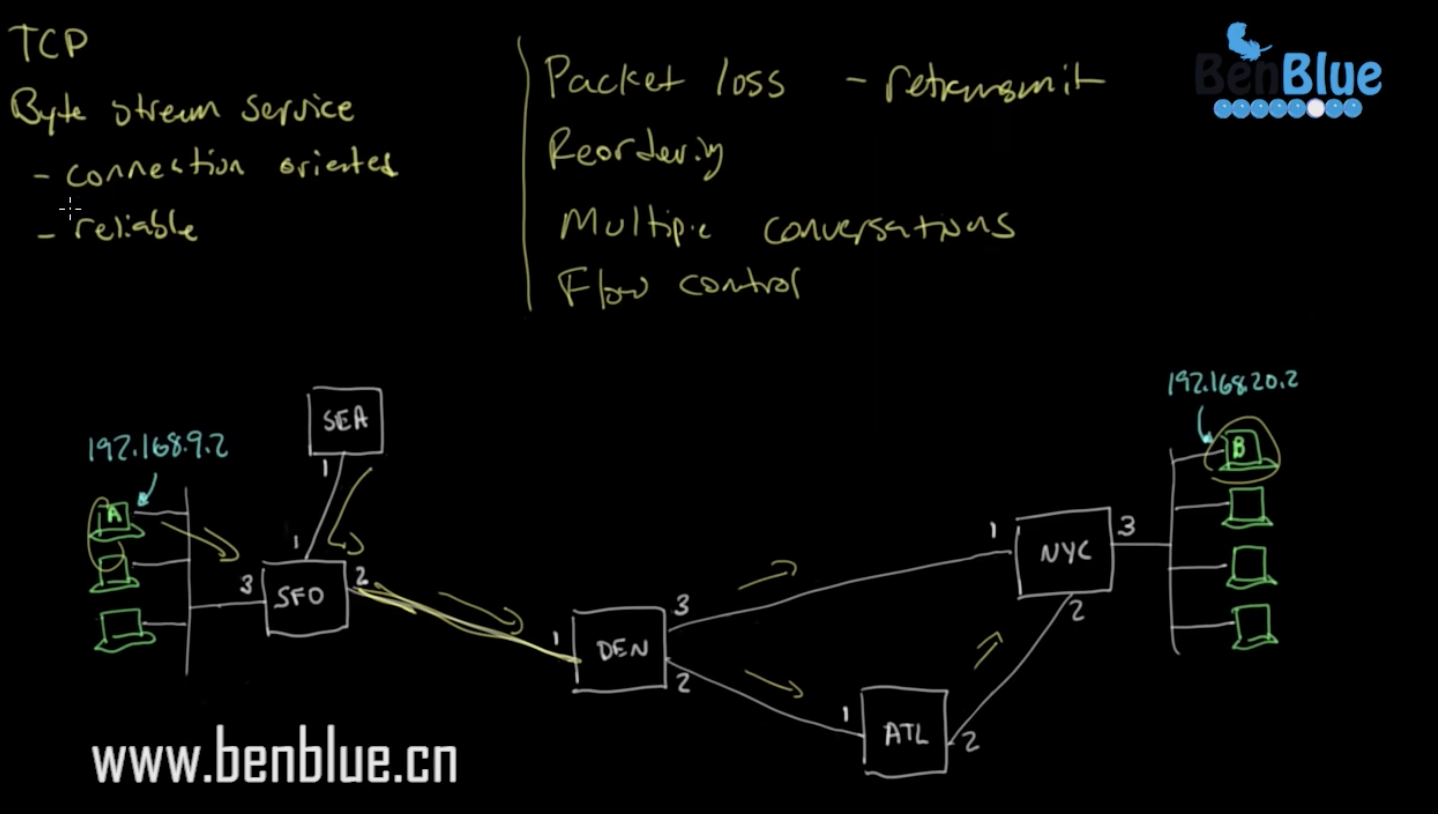 TCP
Byte stream service
- connection oriented
- reliable
Packet loss - retransmit
Reordering
Multiple conversations
Flow control
BenBlue
192.168.9.2
A
SEA
1
1
3
SFO
2
1
DEN
3
2
1
ATL
2
1
NYC
3
2
192.168.20.2
B
www.benblue.cn